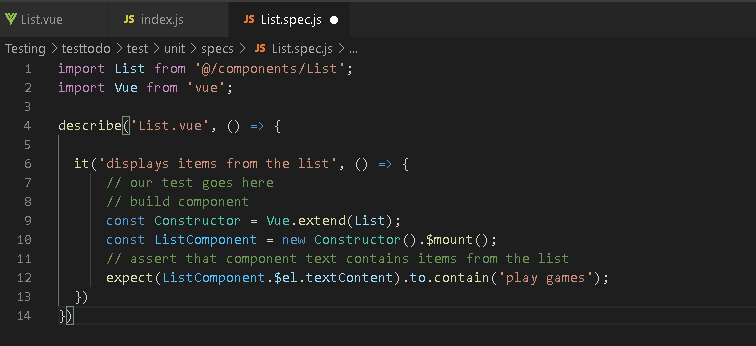 List.vue JS index.js JS List.spec.js
Testing > testtodo > test > unit > specs > JS List.spec.js > ...
1 import List from '@/components/List';
2 import Vue from 'vue';
3
4 describe('List.vue', () => {
5
6 it('displays items from the list', () => {
7 // our test goes here
8 // build component
9 const Constructor = Vue.extend(List);
10 const ListComponent = new Constructor().$mount();
11 // assert that component text contains items from the list
12 expect(ListComponent.$el.textContent).to.contain('play games');
13 })
14 })